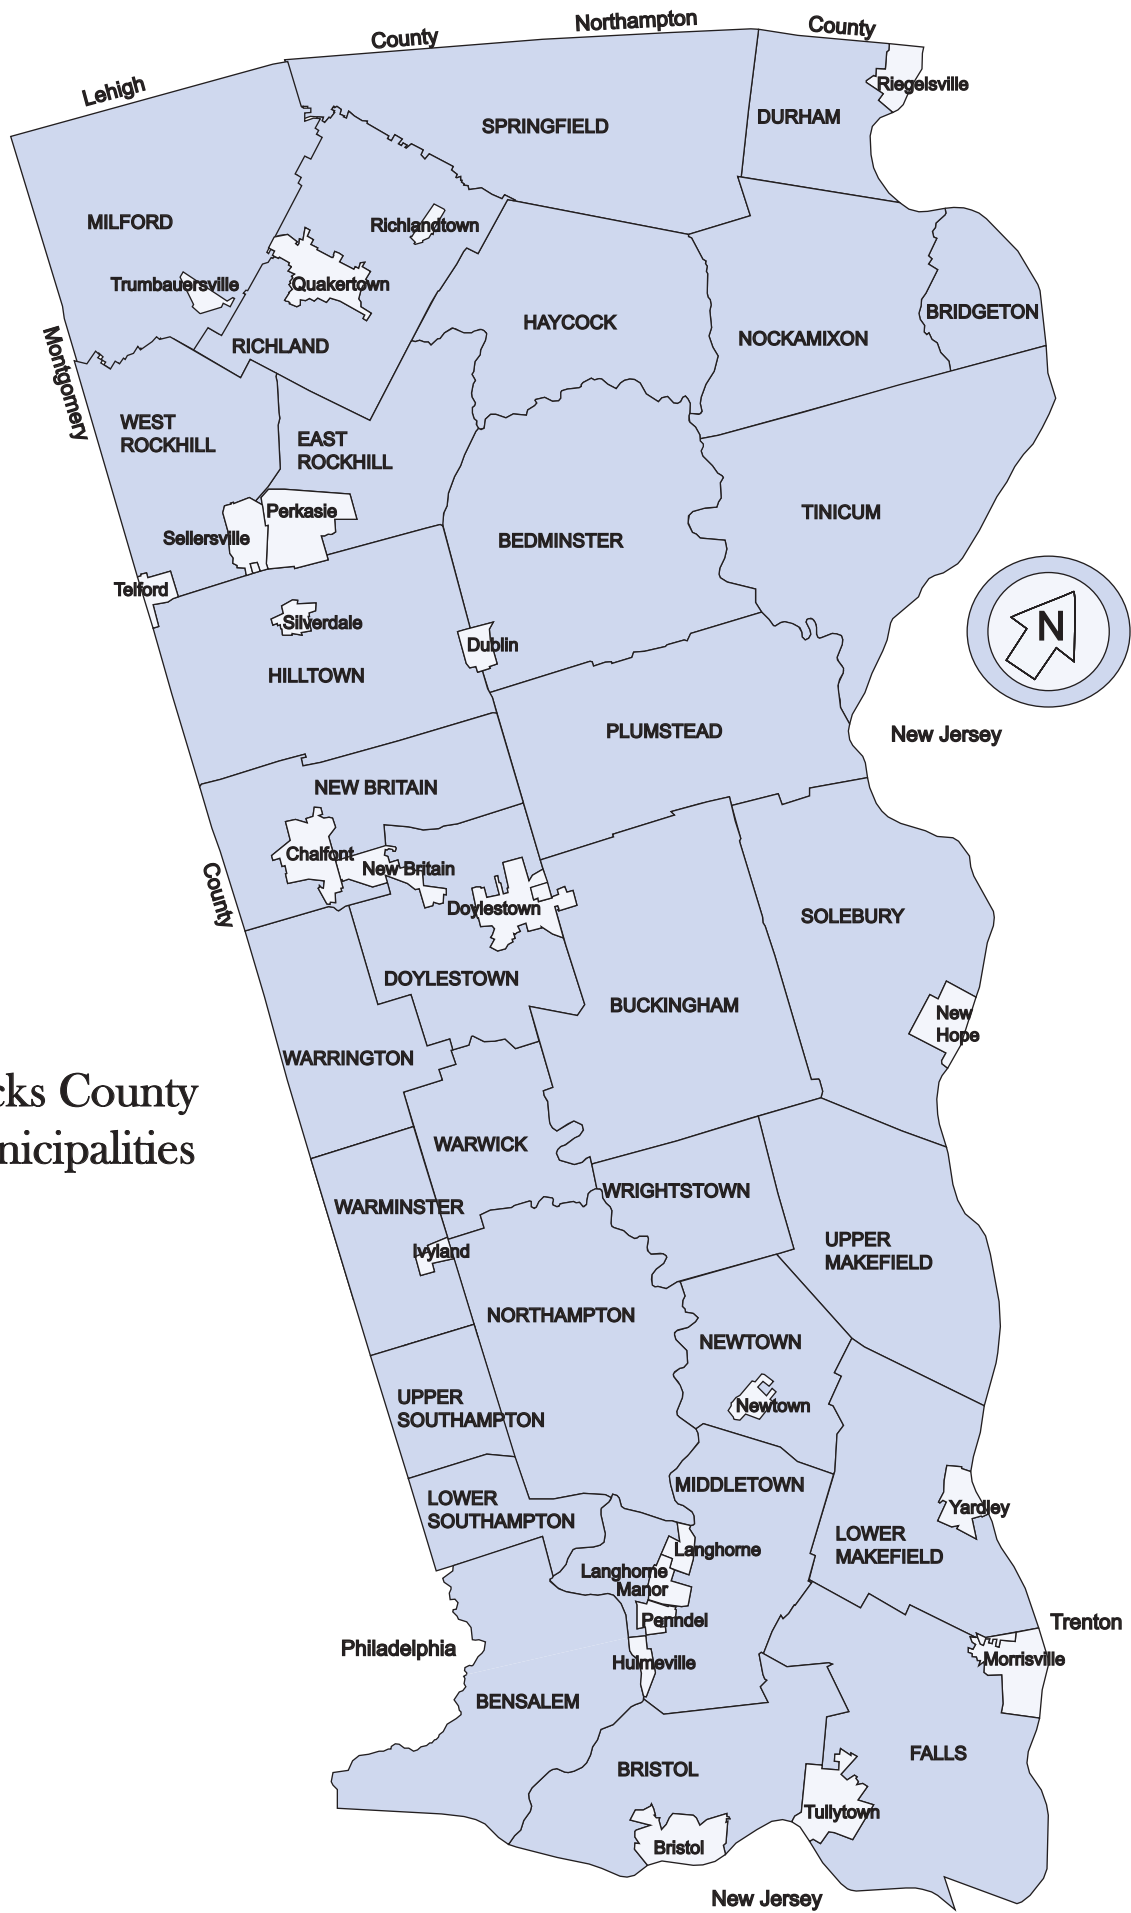 Northampton
County
County
Lehigh
Riegelsville
DURHAM
SPRINGFIELD
MILFORD
Richlandtown
Trumbauersville
Quakertown
BRIDGETON
HAYCOCK
NOCKAMIXON
RICHLAND
Montgomery
WEST
ROCKHILL
EAST
ROCKHILL
Perkasie
TINICUM
Sellersville
BEDMINSTER
Telford
Silverdale
N
Dublin
HILLTOWN
PLUMSTEAD
New Jersey
NEW BRITAIN
Chalfont
New Britain
County
Doylestown
SOLEBURY
DOYLESTOWN
BUCKINGHAM
New
Hope
WARRINGTON
cks County
nicipalities
WARWICK
WRIGHTSTOWN
WARMINSTER
UPPER
MAKEFIELD
Ivyland
NORTHAMPTON
NEWTOWN
UPPER
SOUTHAMPTON
Newtown
MIDDLETOWN
LOWER
SOUTHAMPTON
Yardley
LOWER
MAKEFIELD
Langhorne
Langhorne
Manor
Penndel
Trenton
Philadelphia
Hulmeville
Morrisville
BENSALEM
FALLS
BRISTOL
Tullytown
Bristol
New Jersey